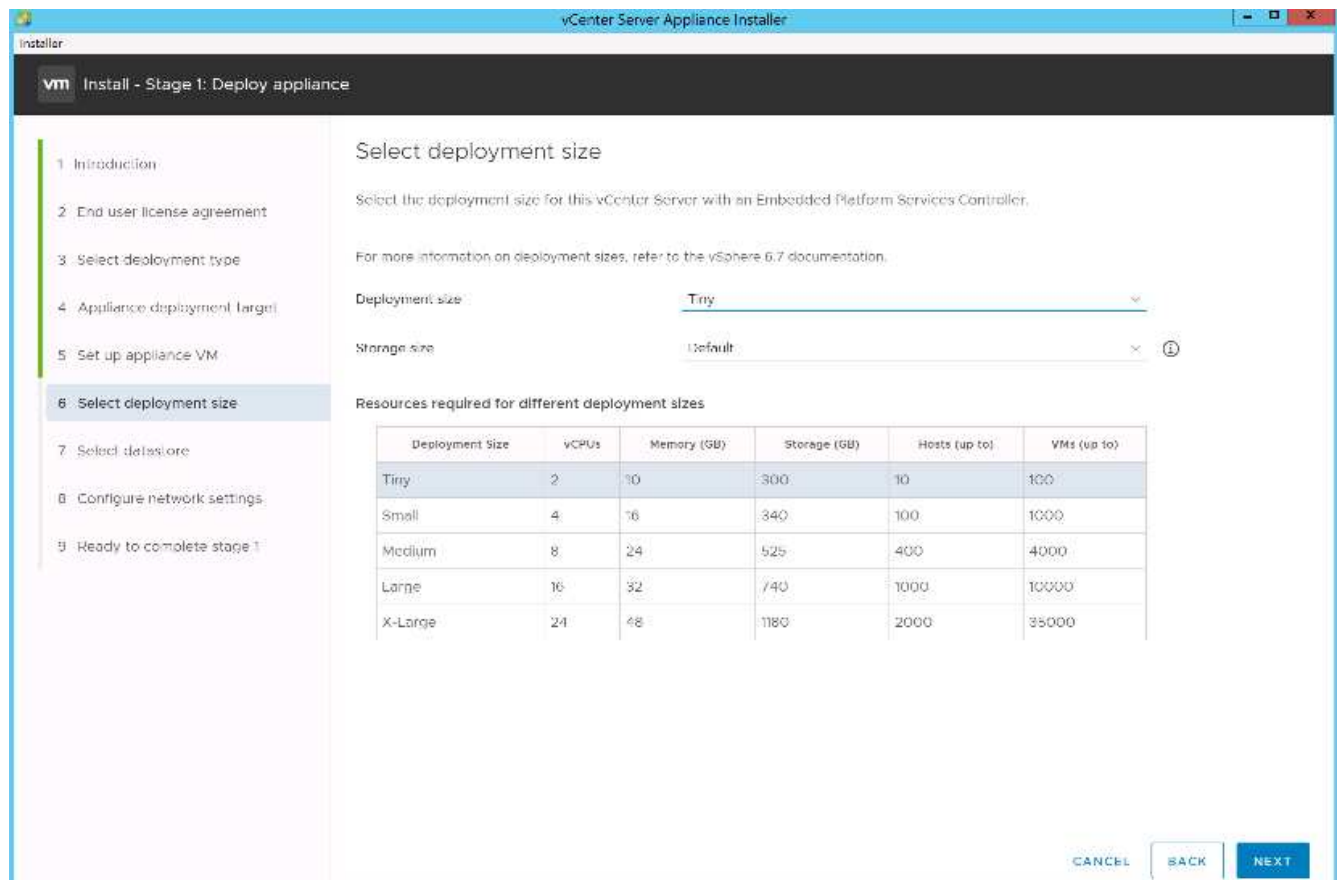 vCenter Server Appliance Installer
Installer
vm Install - Stage 1: Deploy appliance
1 Introduction
2 End user license agreement
3 Select deployment type
4 Appliance deployment target
5 Set up appliance VM
6 Select deployment size
7 Select datastore
8 Configure network settings
9 Ready to complete stage 1
Select deployment size
Select the deployment size for this vCenter Server with an Embedded Platform Services Controller.
For more information on deployment sizes, refer to the vSphere 6.7 documentation.
Deployment size Tiny
Storage size Default
Resources required for different deployment sizes
Deployment Size vCPUs Memory (GB) Storage (GB) Hosts (up to) VMs (up to)
Tiny 2 10 300 10 100
Small 4 16 340 100 1000
Medium 8 24 525 400 4000
Large 16 32 740 1000 10000
X-Large 24 48 1180 2000 35000
CANCEL BACK NEXT